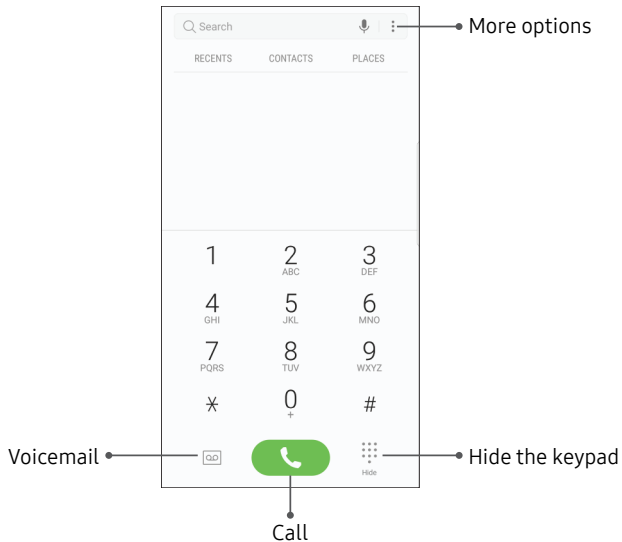 Search
More options
RECENTS CONTACTS PLACES
1 2 3
ABC DEF
4 5 6
GHI JKL MNO
7 8 9
PQRS TUV WXYZ
* 0 #
+
Voicemail
Hide
Hide the keypad
Call